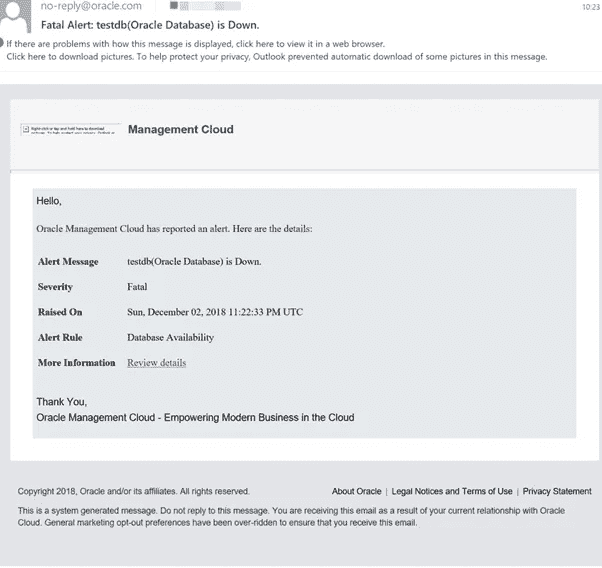 no-reply@oracle.com
10:23
Fatal Alert: testdb(Oracle Database) is Down.
If there are problems with how this message is displayed, click here to view it in a web browser.
Click here to download pictures. To help protect your privacy, Outlook prevented automatic download of some pictures in this message.
Right-click or tap and hold here to download
Management Cloud
Hello,
Oracle Management Cloud has reported an alert. Here are the details:
Alert Message testdb(Oracle Database) is Down.
Severity Fatal
Raised On Sun, December 02, 2018 11:22:33 PM UTC
Alert Rule Database Availability
More Information Review details
Thank You,
Oracle Management Cloud - Empowering Modern Business in the Cloud
Copyright 2018, Oracle and/or its affiliates. All rights reserved. About Oracle | Legal Notices and Terms of Use | Privacy Statement
This is a system generated message. Do not reply to this message. You are receiving this email as a result of your current relationship with Oracle
Cloud. General marketing opt-out preferences have been over-ridden to ensure that you receive this email.